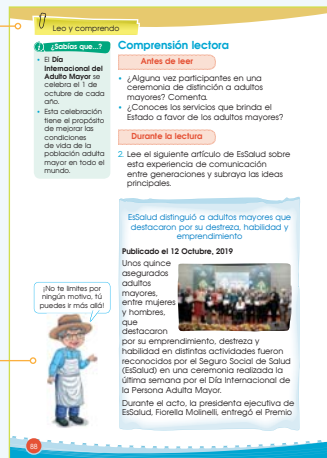 Leo y comprendo
¿Sabías que...?
• El Día
Internacional del
Adulto Mayor se
celebra el 1 de
octubre de cada
año.
• Esta celebración
tiene el propósito
de mejorar las
condiciones
de vida de la
población adulta
mayor en todo el
mundo.
Comprensión lectora
Antes de leer
• ¿Alguna vez participantes en una
ceremonia de distinción a adultos
mayores? Comenta.
• ¿Conoces los servicios que brinda el
Estado a favor de los adultos mayores?
Durante la lectura
2. Lee el siguiente artículo de EsSalud sobre
esta experiencia de comunicación
entre generaciones y subraya las ideas
principales.
EsSalud distinguió a adultos mayores que
destacaron por su destreza, habilidad y
emprendimiento
Publicado el 12 Octubre, 2019
Unos quince
asegurados
adultos
mayores,
entre mujeres
y hombres,
que
destacaron
por su emprendimiento, destreza y
habilidad en distintas actividades fueron
reconocidos por el Seguro Social de Salud
(EsSalud) en una ceremonia realizada la
última semana por el Día Internacional de
la Persona Adulta Mayor.
Durante el acto, la presidenta ejecutiva de
EsSalud, Fiorella Molinelli, entregó el Premio
¡No te limites por
ningún motivo, tú
puedes ir más allá!
88